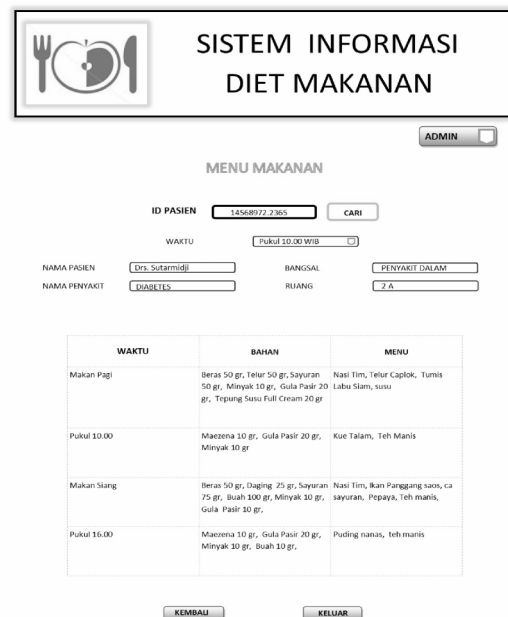 SISTEM INFORMASI
DIET MAKANAN
ADMIN
MENU MAKANAN
ID PASIEN 14568972.2365 CARI
WAKTU Pukul 10.00 WIB
NAMA PASIEN Drs. Sutarmidji BANGSAL PENYAKIT DALAM
NAMA PENYAKIT DIABETES RUANG 2 A
WAKTU BAHAN MENU
Makan Pagi
Beras 50 gr, Telur 50 gr, Sayuran
50 gr, Minyak 10 gr, Gula Pasir 20
gr, Tepung Susu Full Cream 20 gr
Nasi Tim, Telur Caplok, Tumis
Labu Siam, susu
Pukul 10.00
Maezena 10 gr, Gula Pasir 20 gr,
Minyak 10 gr
Kue Talam, Teh Manis
Makan Siang
Beras 50 gr, Daging 25 gr, Sayuran
75 gr, Buah 100 gr, Minyak 10 gr,
Gula Pasir 10 gr,
Nasi Tim, Ikan Panggang saos, ca
sayuran, Pepaya, Teh manis,
Pukul 16.00
Maezena 10 gr, Gula Pasir 20 gr,
Minyak 10 gr, Buah 10 gr,
Puding nanas, teh manis
KEMBALI KELUAR